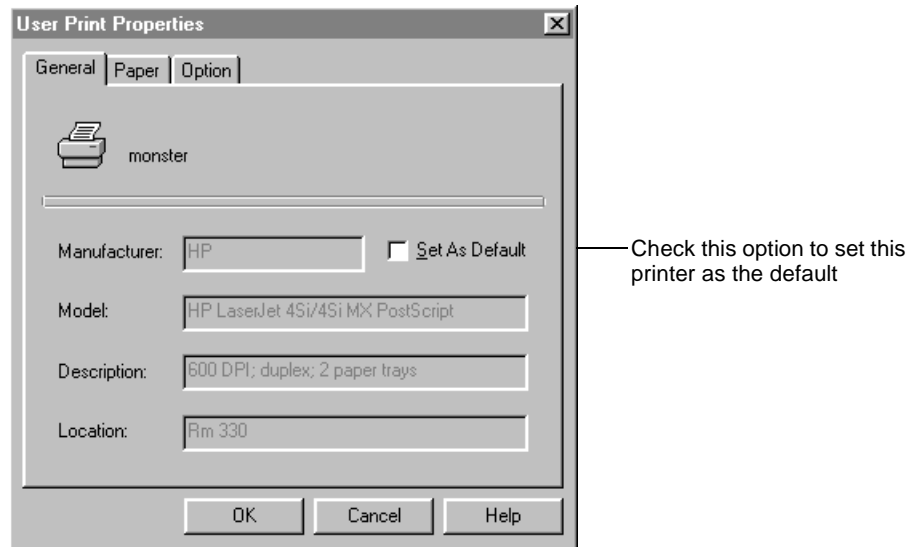 User Print Properties
General Paper Option
monster
Manufacturer: HP Set As Default
Check this option to set this
printer as the default
Model: HP LaserJet 4Si/4Si MX PostScript
Description: 600 DPI; duplex; 2 paper trays
Location: Rm 330
OK Cancel Help